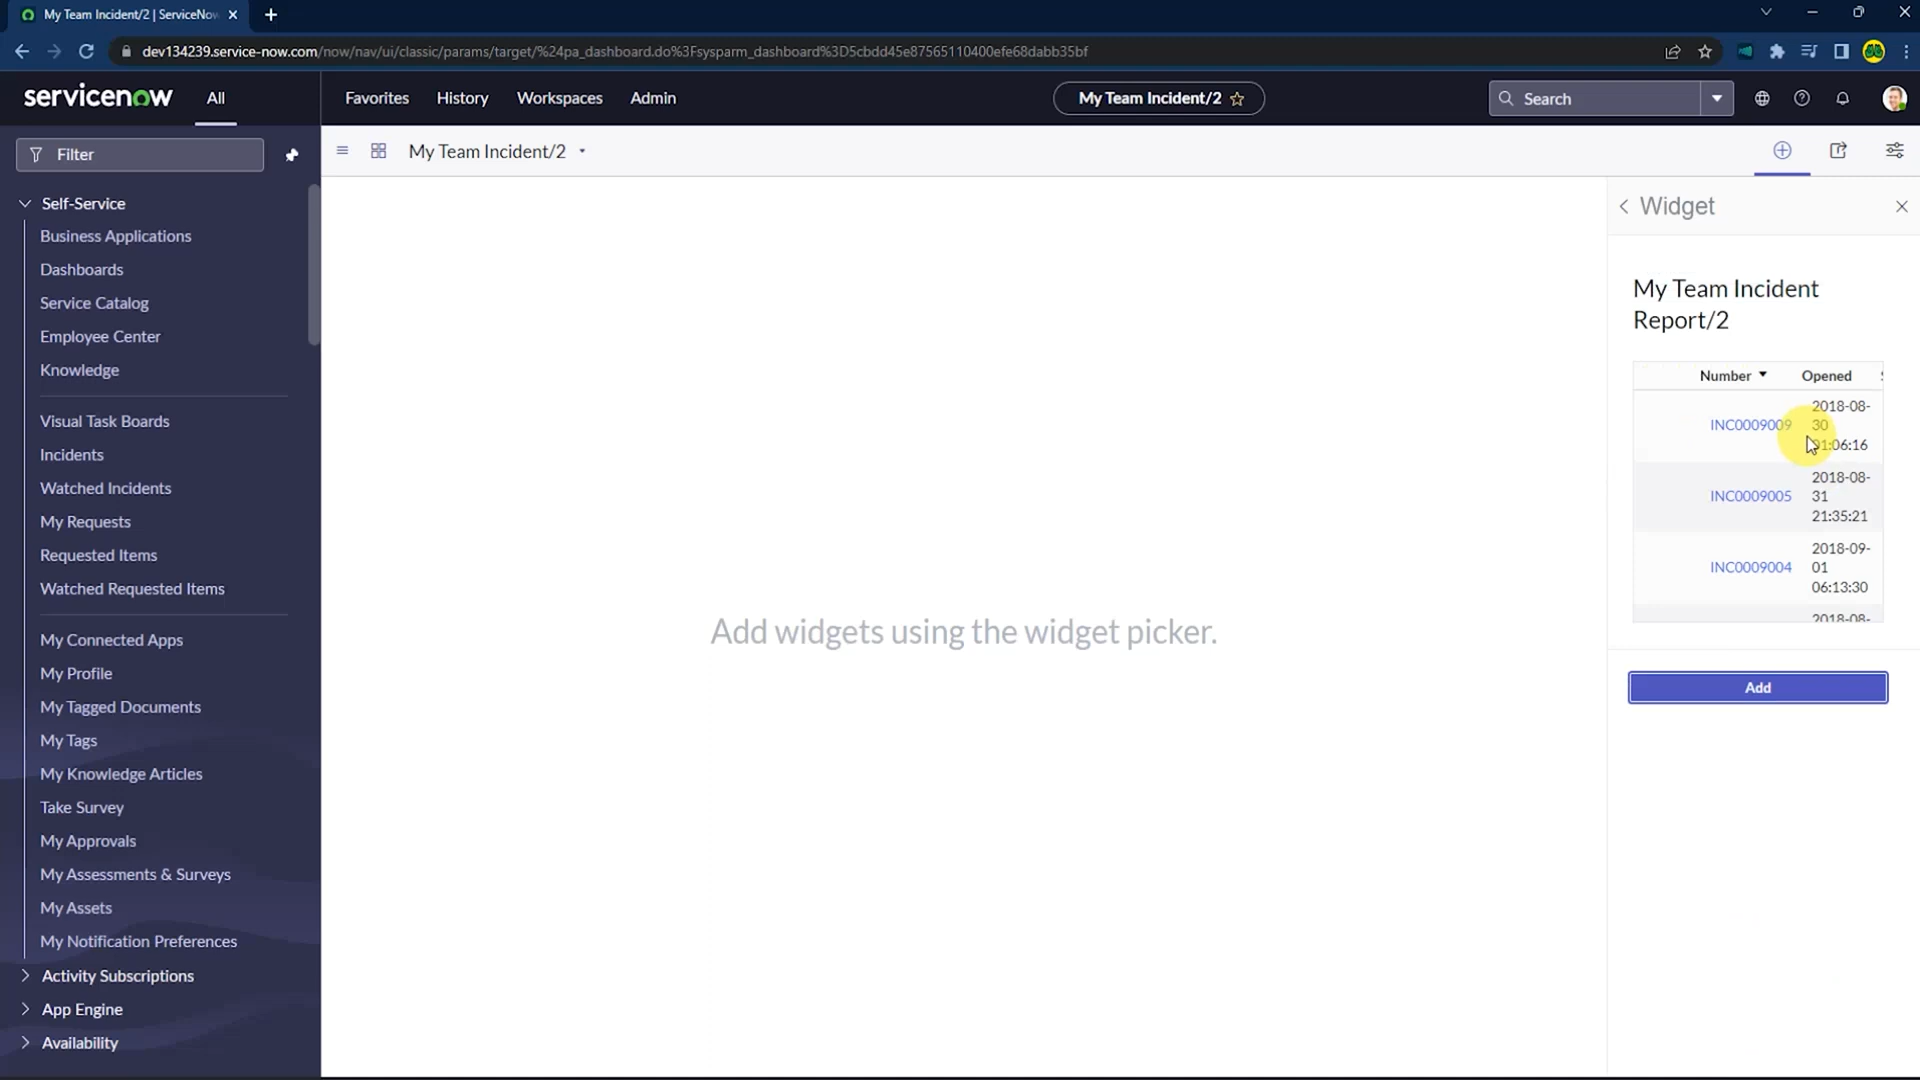 My Team Incident/2 | ServiceNow
dev134239.service-now.com/now/nav/ui/classic/params/target/%24pa_dashboard.do%3Fsysparm_dashboard%3D5cbdd45e87565110400efe68dabb35bf
servicenow All Favorites History Workspaces Admin My Team Incident/2 Search
Filter
My Team Incident/2
Self-Service
Business Applications
Dashboards
Service Catalog
Employee Center
Knowledge
Visual Task Boards
Incidents
Watched Incidents
My Requests
Requested Items
Watched Requested Items
My Connected Apps
My Profile
My Tagged Documents
My Tags
My Knowledge Articles
Take Survey
My Approvals
My Assessments & Surveys
My Assets
My Notification Preferences
Activity Subscriptions
App Engine
Availability
Add widgets using the widget picker.
Widget
My Team Incident
Report/2
Number Opened
2018-08-
INC0009009 30
01:06:16
2018-08-
INC0009005 31
21:35:21
2018-09-
INC0009004 01
06:13:30
2018-08-
Add